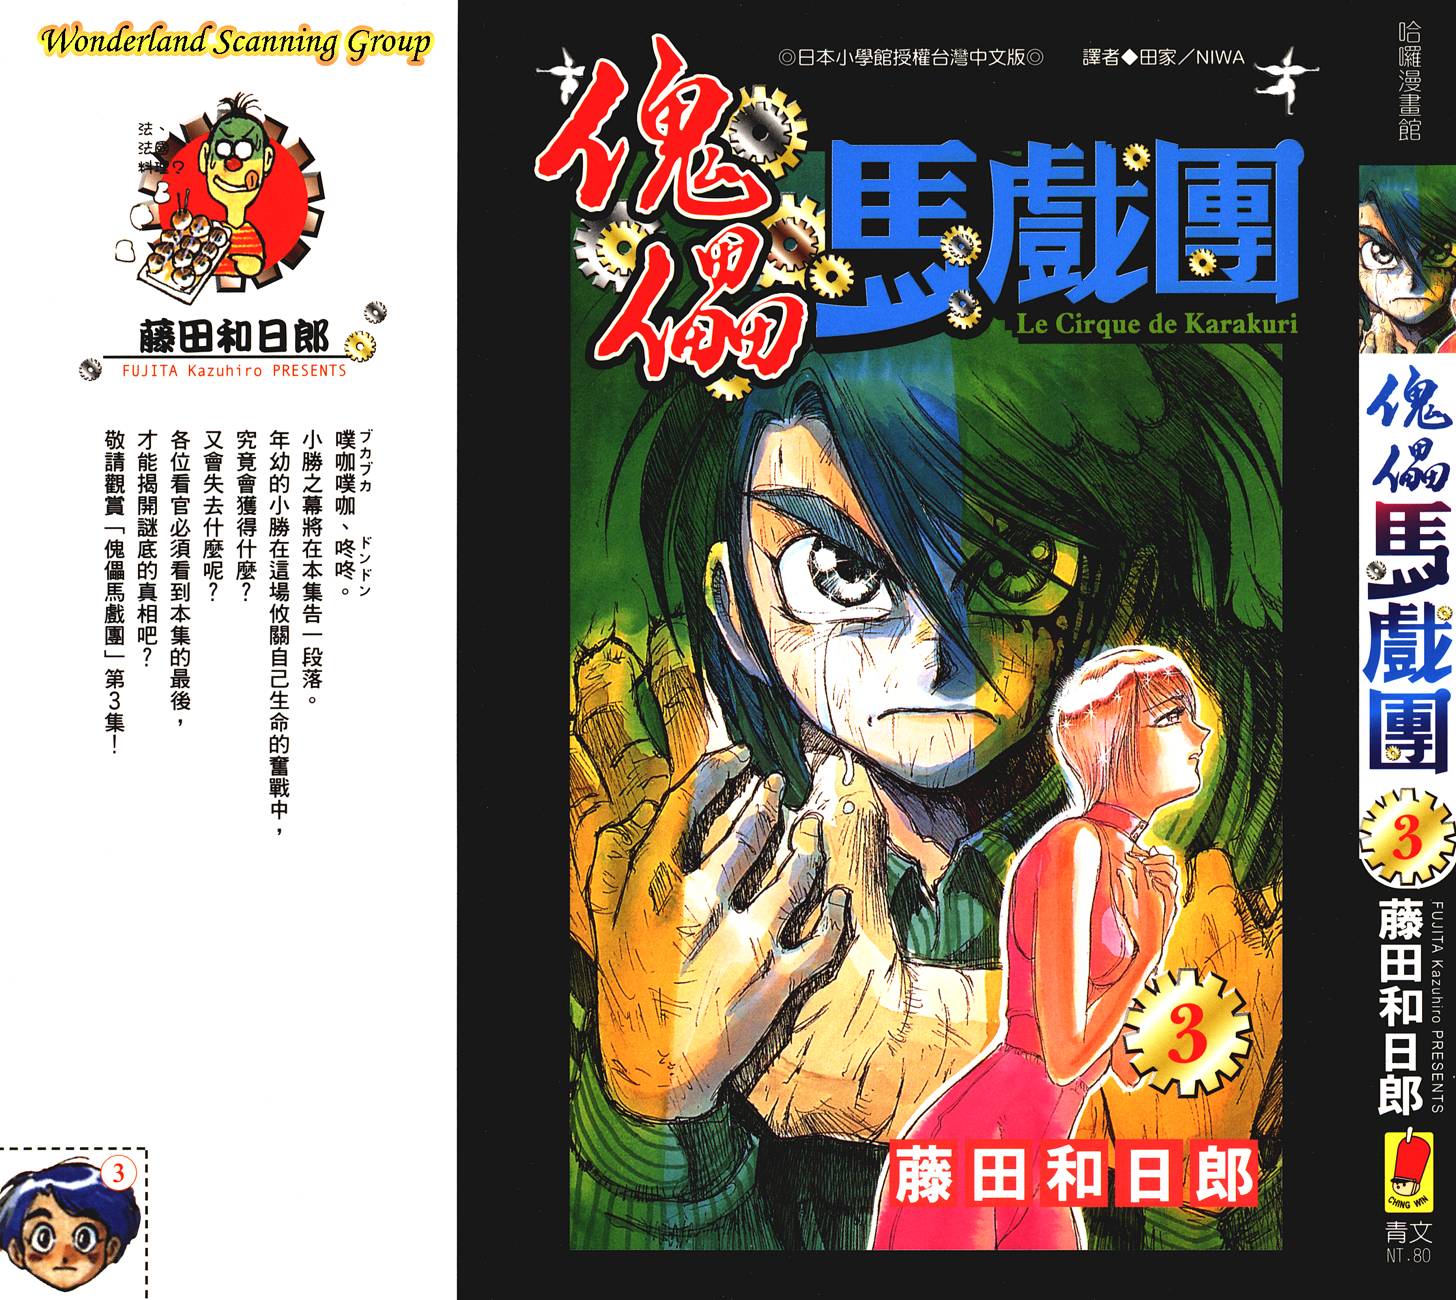 Wonderland Scanning Group
法、
法國
料理?
藤田和日郎
FUJITA Kazuhiro PRESENTS
ブカブカ ドンドン
噗咖噗咖、咚咚。
小勝之幕將在本集告一段落。
年幼的小勝在這場攸關自己生命的奮戰中,
究竟會獲得什麼?
又會失去什麼呢?
各位看官必須看到本集的最後,
才能揭開謎底的真相吧?
敬請觀賞「傀儡馬戲團」第3集!
3
◎日本小學館授權台灣中文版◎ 譯者◆田家/NIWA
傀儡馬戲團
Le Cirque de Karakuri
3
藤田和日郎
哈囉漫畫館
傀儡馬戲團
3
藤田和日郎
FUJITA Kazuhiro PRESENTS
CHING WIN
青文
NT.80